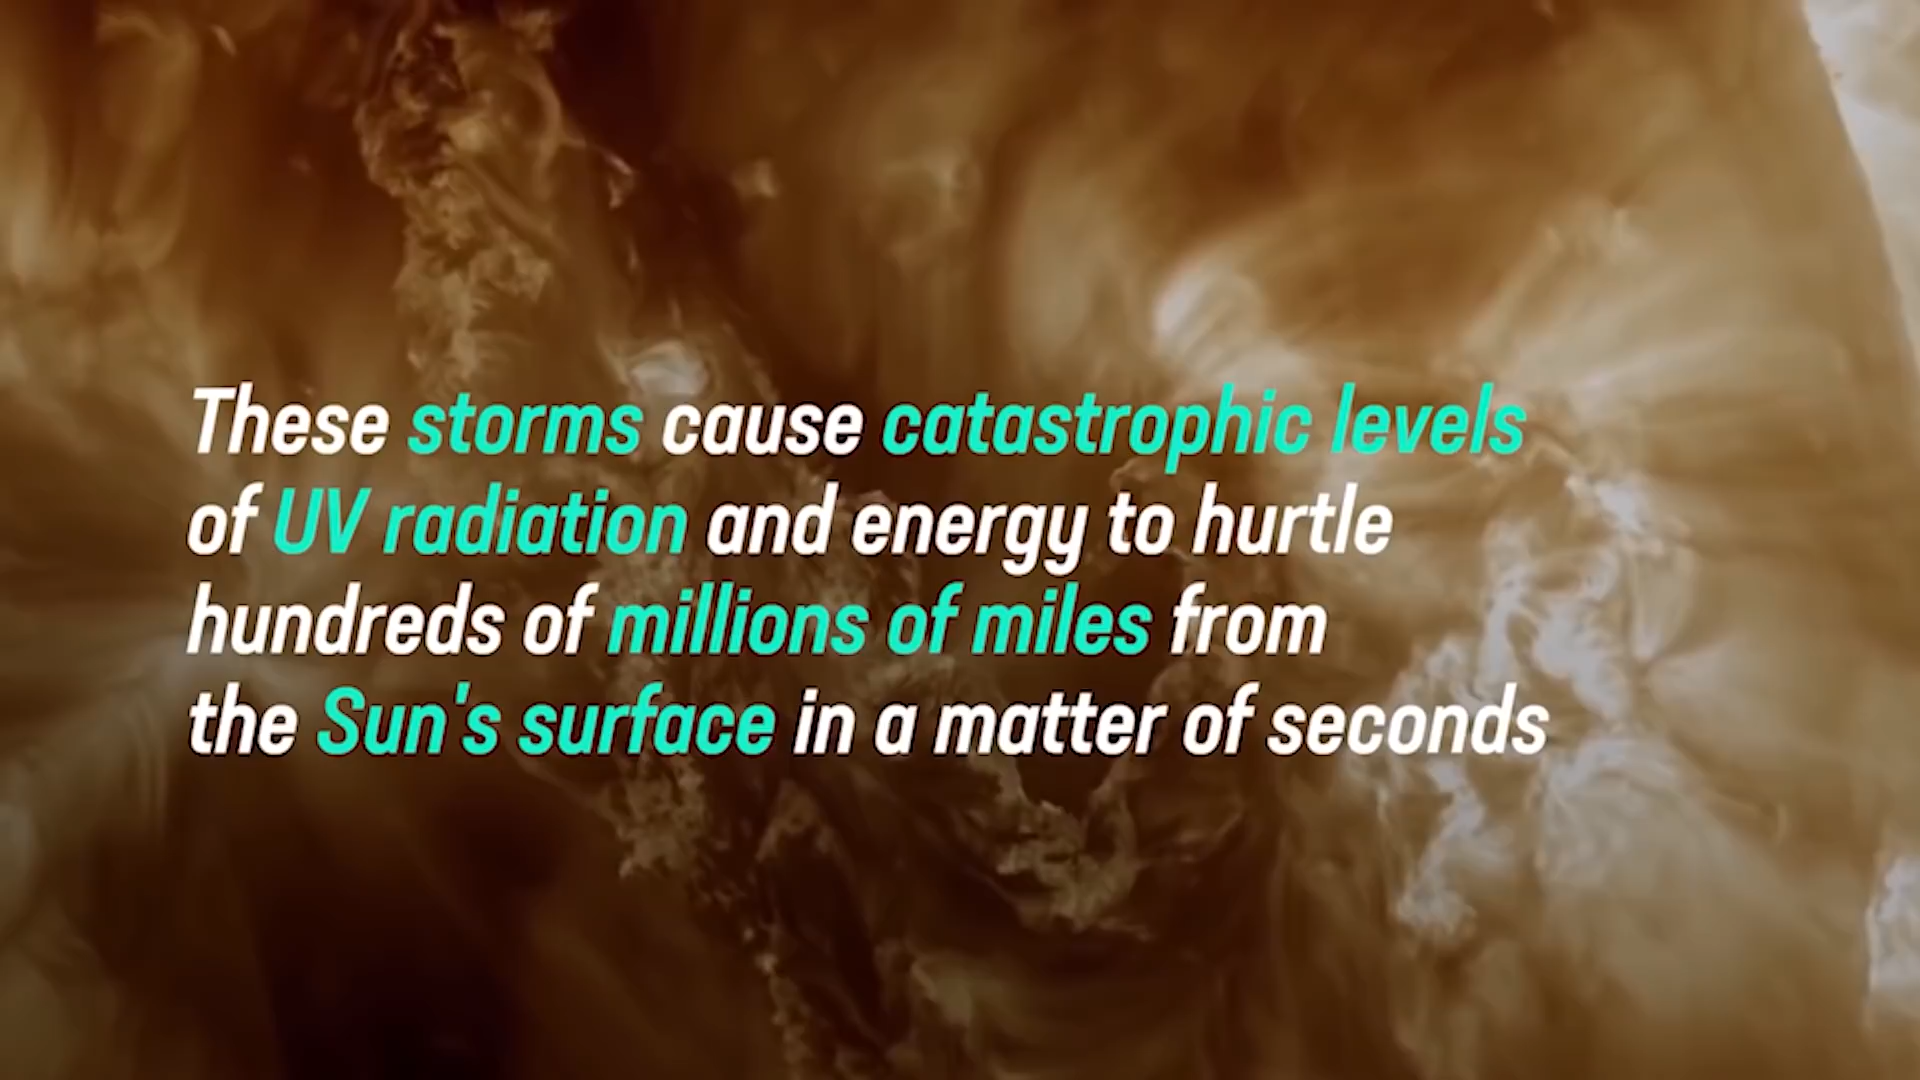 These storms cause catastrophic levels
of UV radiation and energy to hurtle
hundreds of millions of miles from
the Sun's surface in a matter of seconds